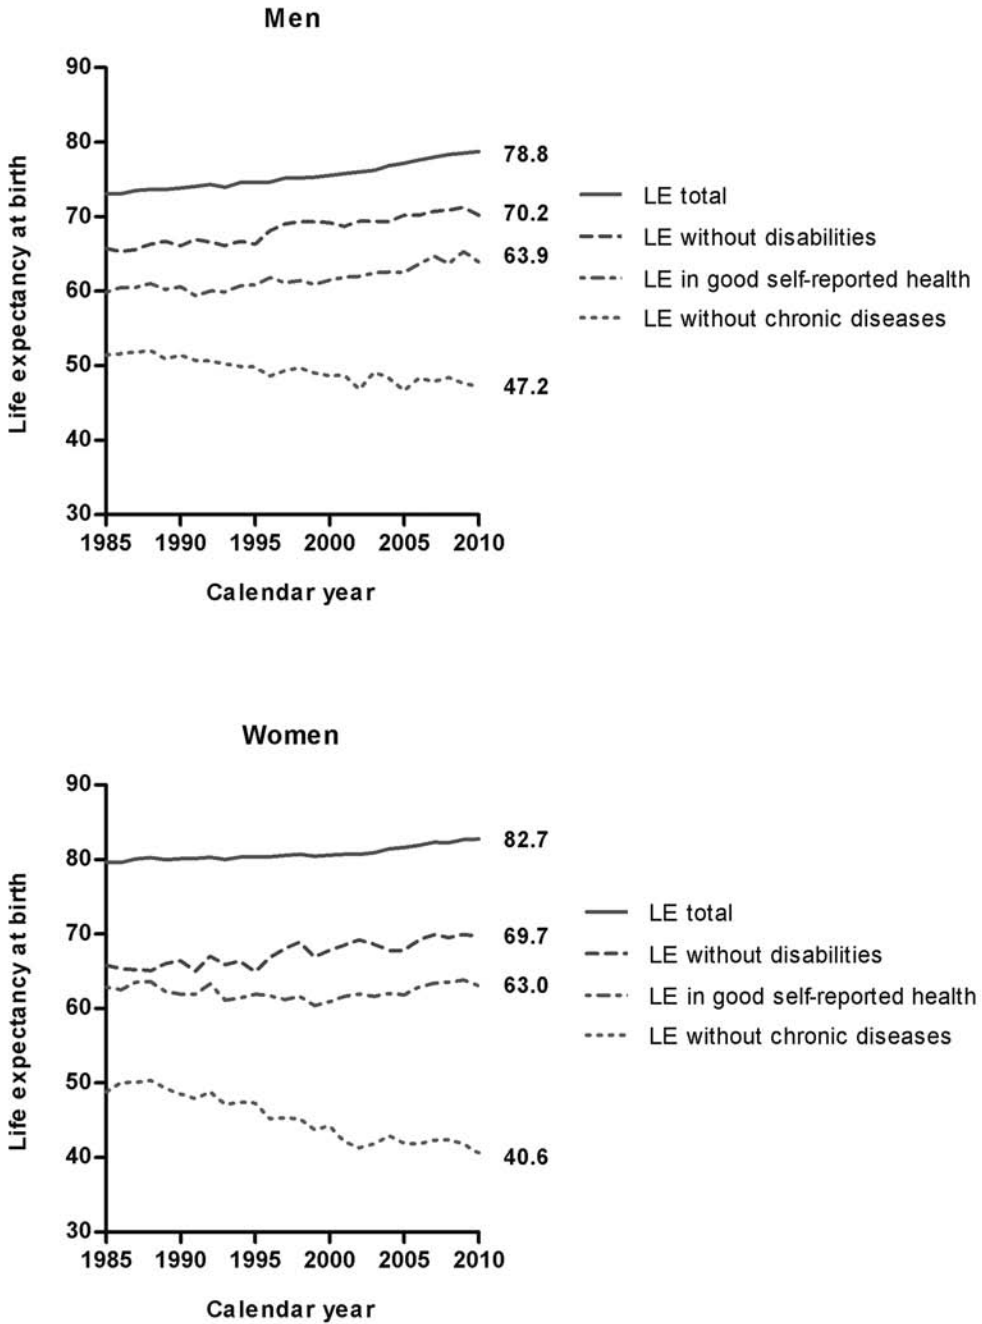 Men
90
80
70
60
50
40
30
Life expectancy at birth
78.8
70.2
63.9
47.2
LE total
LE without disabilities
LE in good self-reported health
LE without chronic diseases
1985 1990 1995 2000 2005 2010
Calendar year
Women
90
80
70
60
50
40
30
Life expectancy at birth
82.7
69.7
63.0
40.6
LE total
LE without disabilities
LE in good self-reported health
LE without chronic diseases
1985 1990 1995 2000 2005 2010
Calendar year